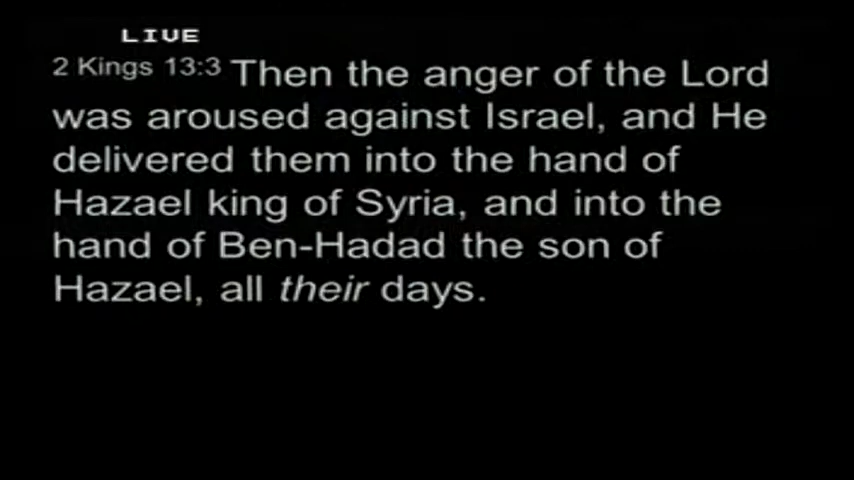 LIVE
2 Kings 13:3 Then the anger of the Lord
was aroused against Israel, and He
delivered them into the hand of
Hazael king of Syria, and into the
hand of Ben-Hadad the son of
Hazael, all their days.